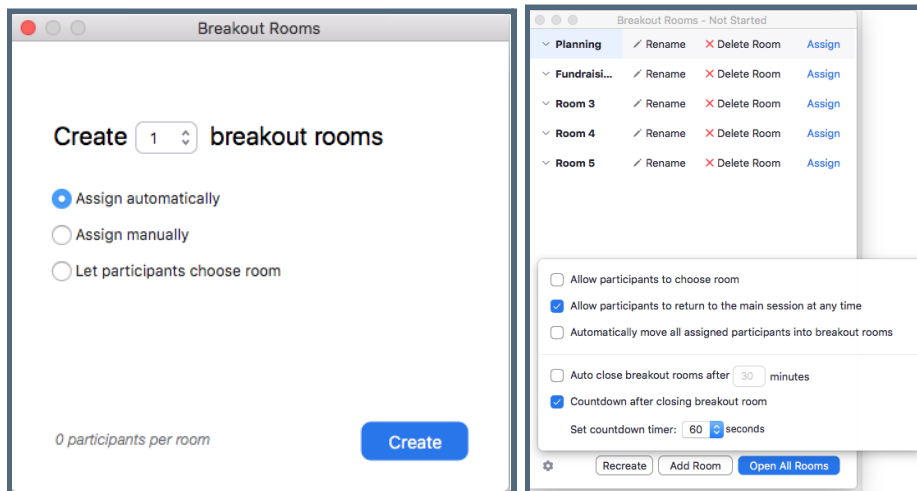 Breakout Rooms
Create 1 breakout rooms
Assign automatically
Assign manually
Let participants choose room
0 participants per room Create
Breakout Rooms - Not Started
Planning Rename Delete Room Assign
Fundraisi... Rename Delete Room Assign
Room 3 Rename Delete Room Assign
Room 4 Rename Delete Room Assign
Room 5 Rename Delete Room Assign
Allow participants to choose room
Allow participants to return to the main session at any time
Automatically move all assigned participants into breakout rooms
Auto close breakout rooms after 30 minutes
Countdown after closing breakout room
Set countdown timer: 60 seconds
Recreate Add Room Open All Rooms